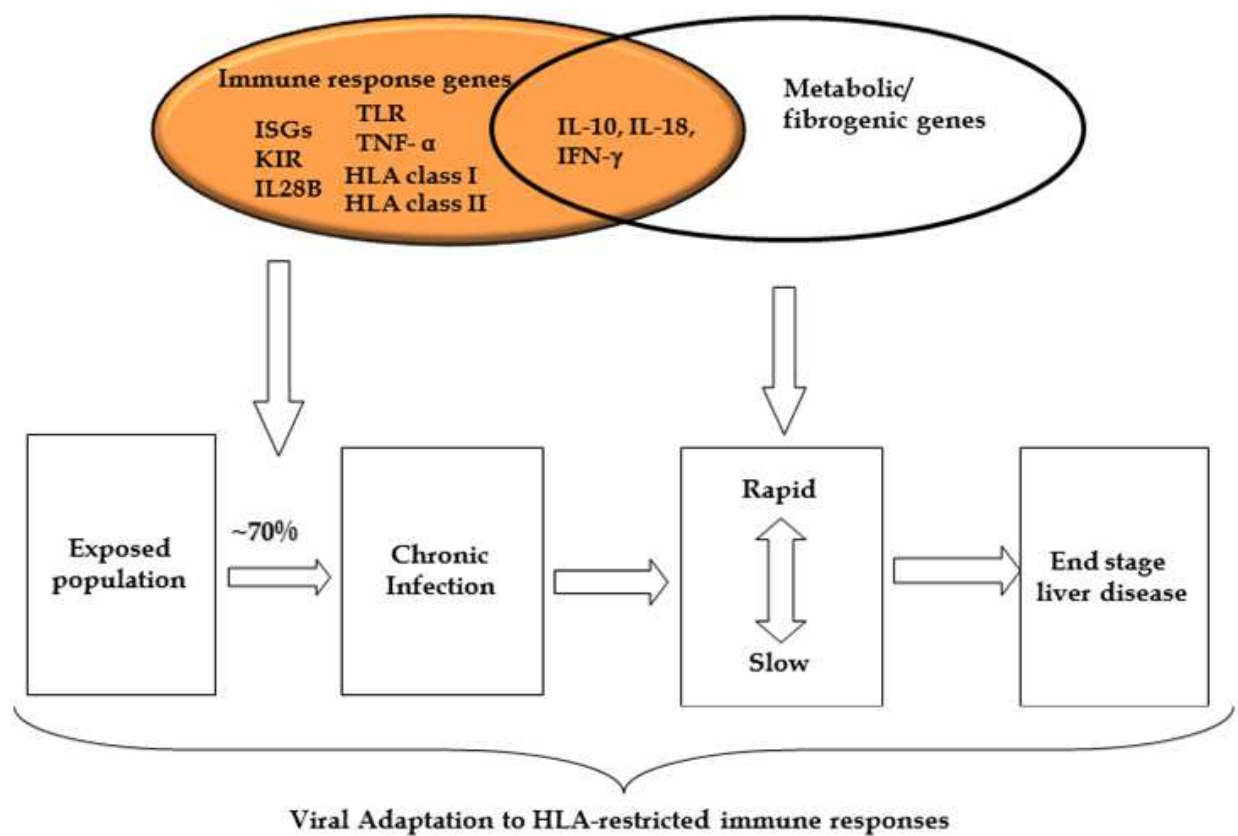 Immune response genes
ISGs
KIR
IL28B
TLR
TNF- α
HLA class I
HLA class II
IL-10, IL-18,
IFN-γ
Metabolic/
fibrogenic genes
Exposed
population
~70%
Chronic
Infection
Rapid
Slow
End stage
liver disease
Viral Adaptation to HLA-restricted immune responses